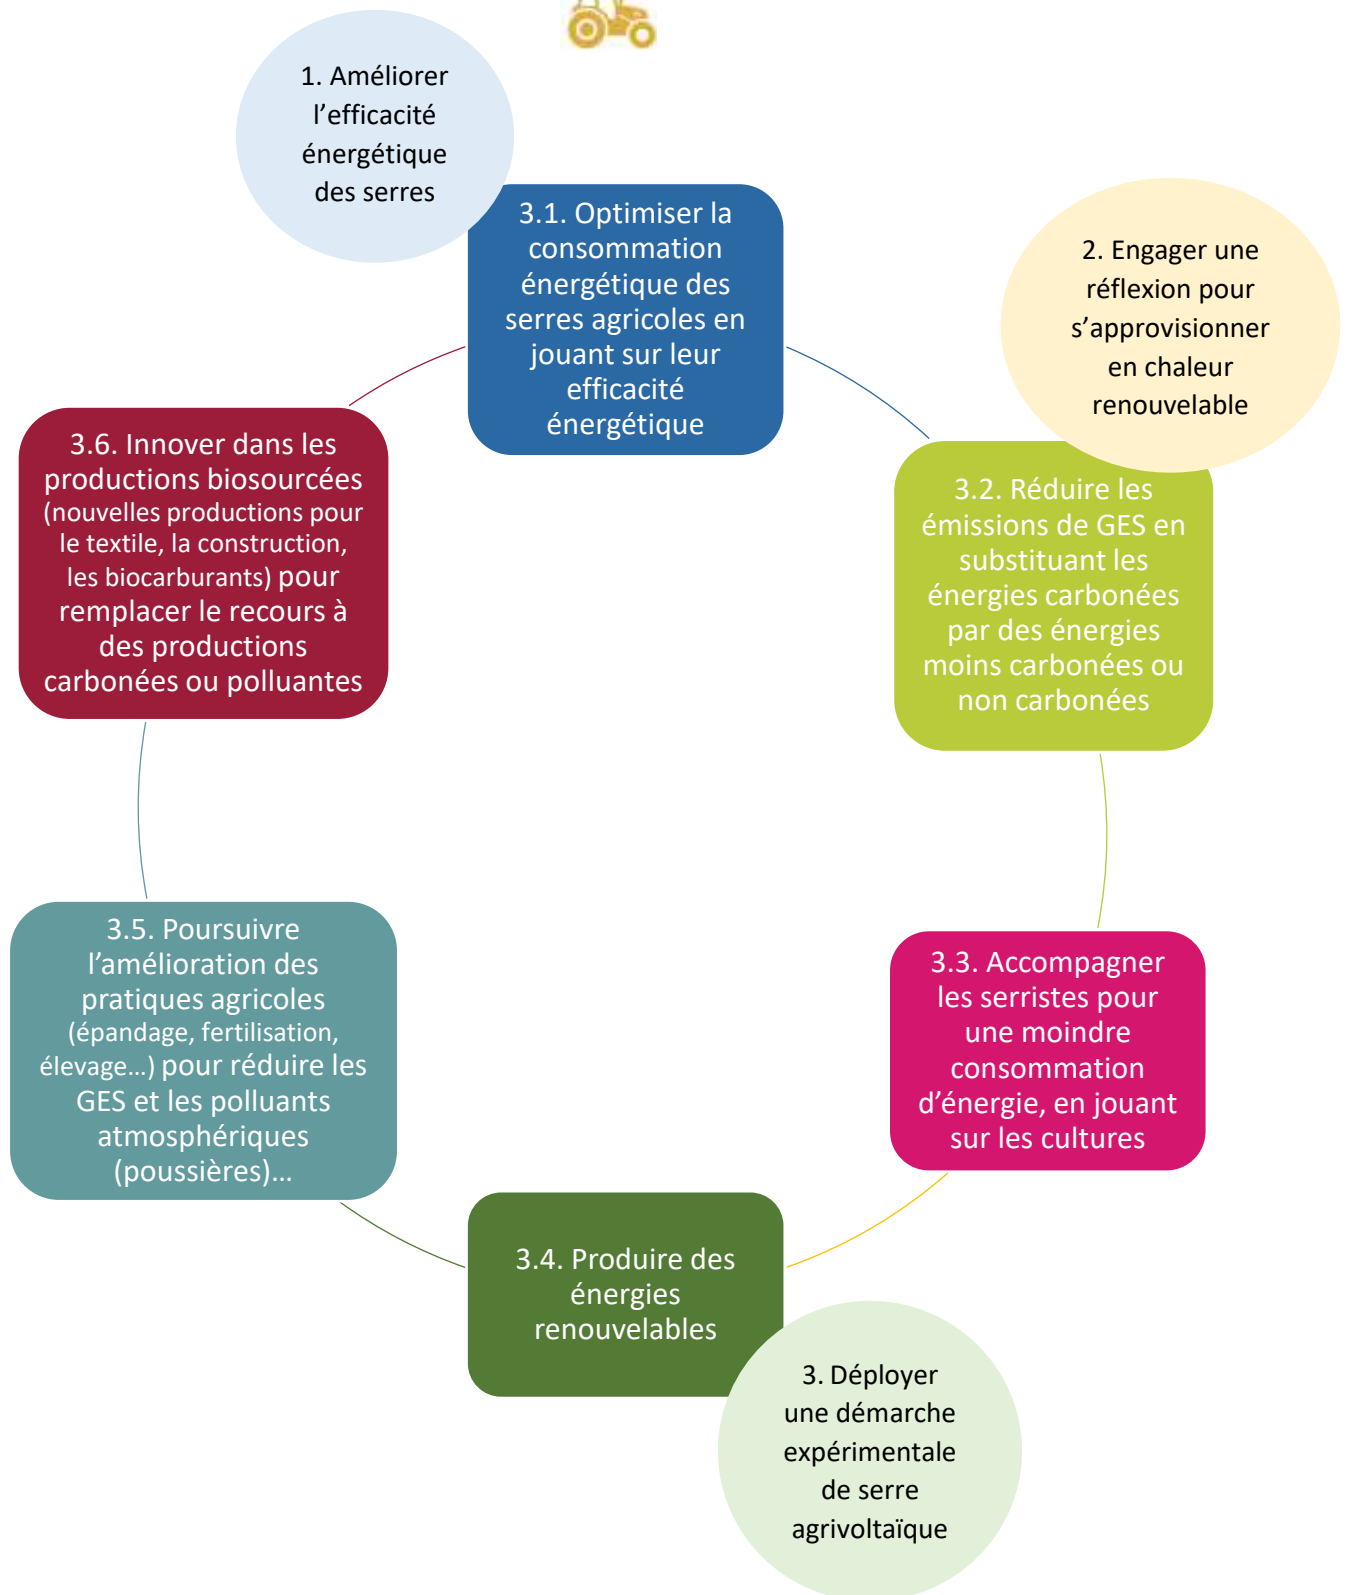 1. Améliorer
l’efficacité
énergétique
des serres
3.1. Optimiser la
consommation
énergétique des
serres agricoles en
jouant sur leur
efficacité
énergétique
2. Engager une
réflexion pour
s’approvisionner
en chaleur
renouvelable
3.2. Réduire les
émissions de GES en
substituant les
énergies carbonées
par des énergies
moins carbonées ou
non carbonées
3.3. Accompagner
les serristes pour
une moindre
consommation
d’énergie, en jouant
sur les cultures
3.4. Produire des
énergies
renouvelables
3. Déployer
une démarche
expérimentale
de serre
agrivoltaïque
3.5. Poursuivre
l’amélioration des
pratiques agricoles
(épandage, fertilisation,
élevage…) pour réduire les
GES et les polluants
atmosphériques
(poussières)…
3.6. Innover dans les
productions biosourcées
(nouvelles productions pour
le textile, la construction,
les biocarburants) pour
remplacer le recours à
des productions
carbonées ou polluantes